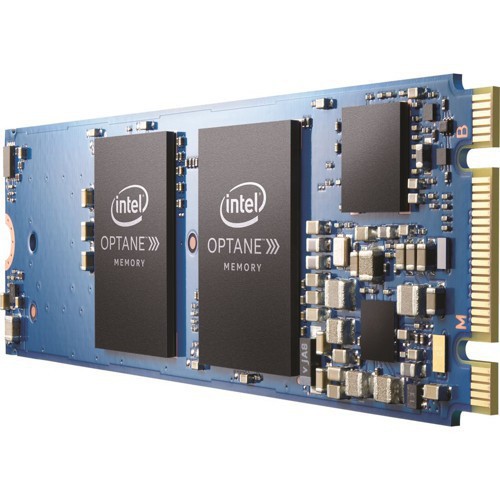 intel
OPTANE
MEMORY
intel
OPTANE
MEMORY
B
M